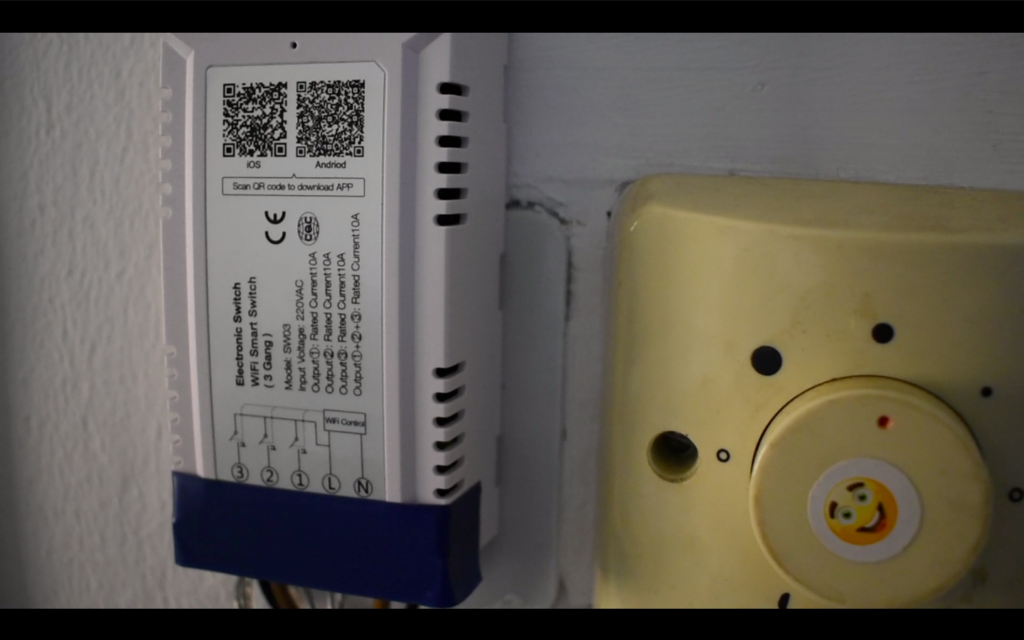 iOS
Andriod
Scan QR code to download APP
CE
CQC
Electronic Switch
WiFi Smart Switch
( 3 Gang )
Model: SW03
Input Voltage: 220VAC
Output①: Rated Current10A
Output②: Rated Current10A
Output③: Rated Current10A
Output①+②+③: Rated Current10A
WiFi Control
③ ② ① Ⓛ Ⓝ